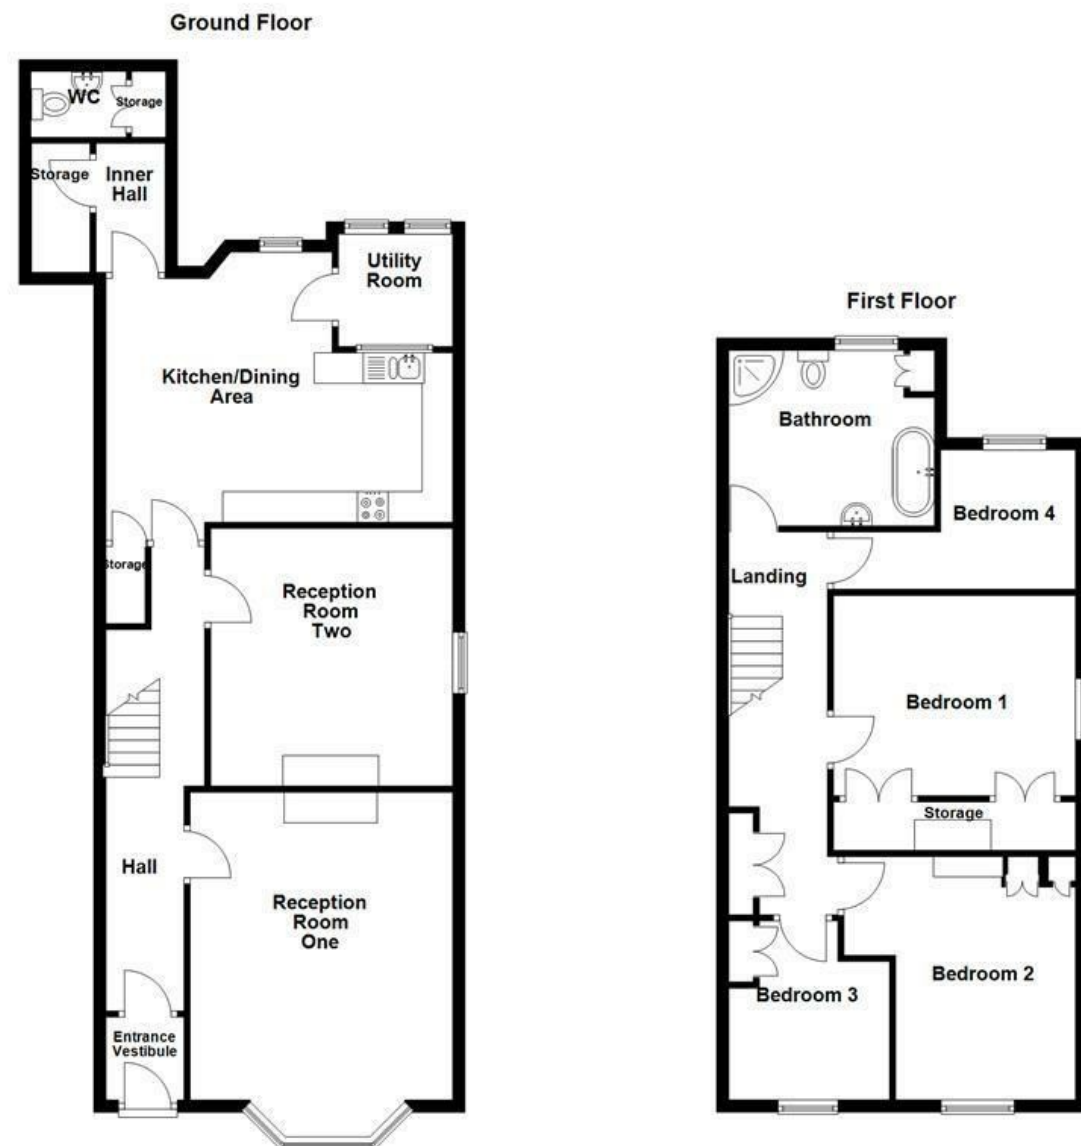 Ground Floor
WC
Storage
Storage
Inner
Hall
Utility
Room
Kitchen/Dining
Area
Storage
Reception
Room
Two
Hall
Reception
Room
One
Entrance
Vestibule
First Floor
Bathroom
Bedroom 4
Landing
Bedroom 1
Storage
Bedroom 2
Bedroom 3